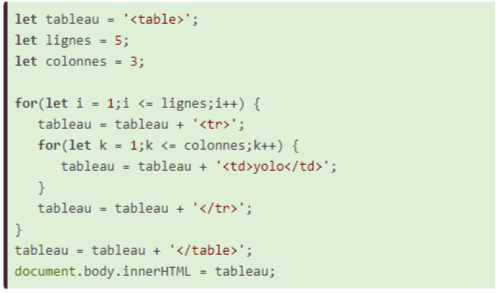 let tableau = '<table>';
let lignes = 5;
let colonnes = 3;

for(let i = 1;i <= lignes;i++) {
   tableau = tableau + '<tr>';
   for(let k = 1;k <= colonnes;k++) {
      tableau = tableau + '<td>yolo</td>';
   }
   tableau = tableau + '</tr>';
}
tableau = tableau + '</table>';
document.body.innerHTML = tableau;